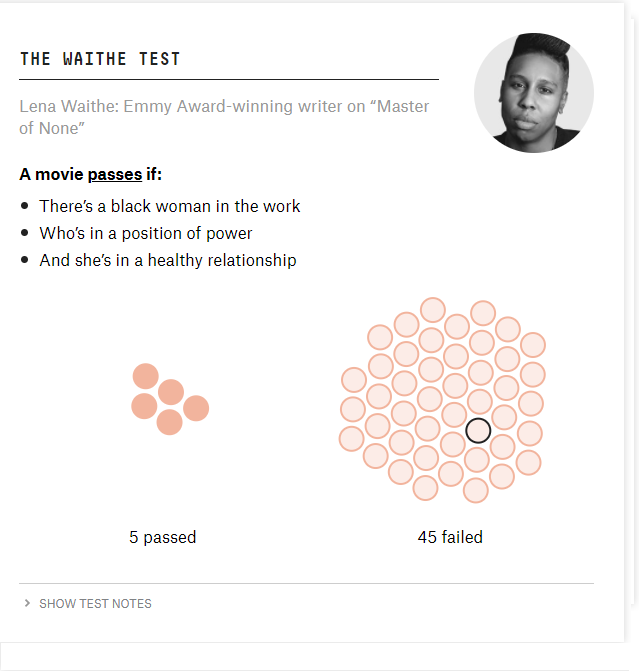 THE WAITHE TEST
Lena Waithe: Emmy Award-winning writer on “Master
of None”
A movie passes if:
There’s a black woman in the work
Who’s in a position of power
And she’s in a healthy relationship
5 passed
45 failed
SHOW TEST NOTES